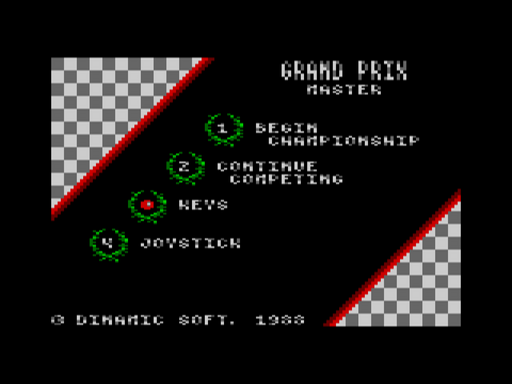 GRAND PRIX
MASTER
1 BEGIN
CHAMPIONSHIP
2 CONTINUE
COMPETING
KEYS
4 JOYSTICK
© DINAMIC SOFT. 1988